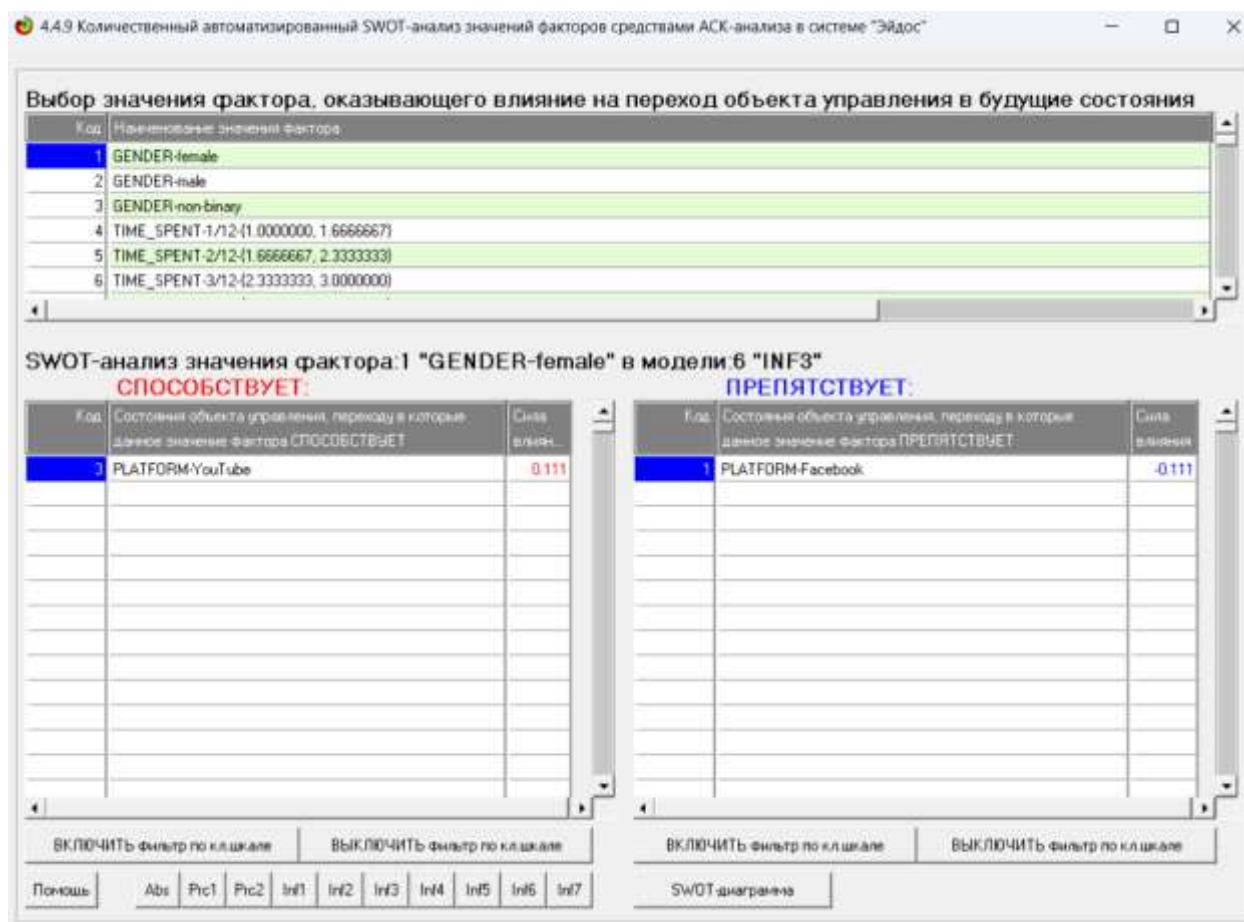 4.4.9 Количественный автоматизированный SWOT-анализ значений факторов средствами АСК-анализа в системе "Эйдос"
Выбор значения фактора, оказывающего влияние на переход объекта управления в будущие состояния
Код Наименование значения фактора
1 GENDER-female
2 GENDER-male
3 GENDER-non-binary
4 TIME_SPENT-1/12-{1.0000000, 1.6666667}
5 TIME_SPENT-2/12-{1.6666667, 2.3333333}
6 TIME_SPENT-3/12-{2.3333333, 3.0000000}
SWOT-анализ значения фактора:1 "GENDER-female" в модели:6 "INF3"
СПОСОБСТВУЕТ:
Код Состояния объекта управления, переходу в которые Сила
данное значение фактора СПОСОБСТВУЕТ влиян...
3 PLATFORM-YouTube 0.111
ПРЕПЯТСТВУЕТ:
Код Состояния объекта управления, переходу в которые Сила
данное значение фактора ПРЕПЯТСТВУЕТ влияния
1 PLATFORM-Facebook -0.111
ВКЛЮЧИТЬ фильтр по кл.шкале ВЫКЛЮЧИТЬ фильтр по кл.шкале
ВКЛЮЧИТЬ фильтр по кл.шкале ВЫКЛЮЧИТЬ фильтр по кл.шкале
Помощь Abs Prc1 Prc2 Inf1 Inf2 Inf3 Inf4 Inf5 Inf6 Inf7 SWOT-диаграмма